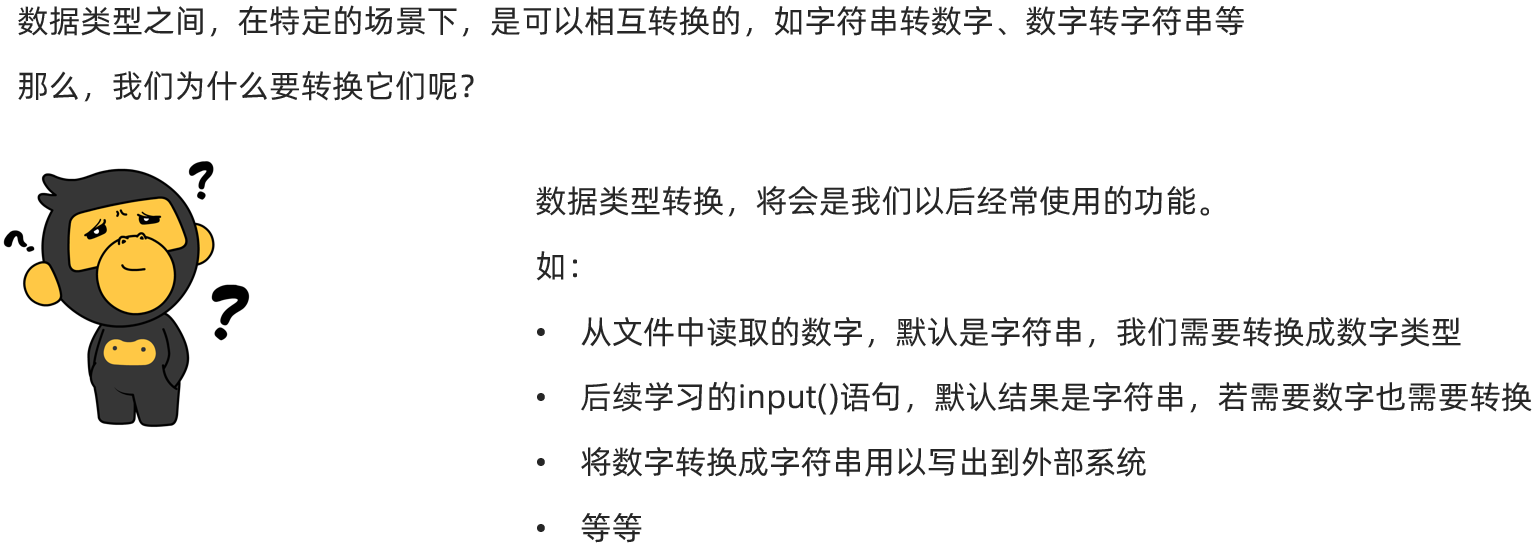 数据类型之间，在特定的场景下，是可以相互转换的，如字符串转数字、数字转字符串等
那么，我们为什么要转换它们呢？
? ? ?
数据类型转换，将会是我们以后经常使用的功能。
如：
• 从文件中读取的数字，默认是字符串，我们需要转换成数字类型
• 后续学习的input()语句，默认结果是字符串，若需要数字也需要转换
• 将数字转换成字符串用以写出到外部系统
• 等等